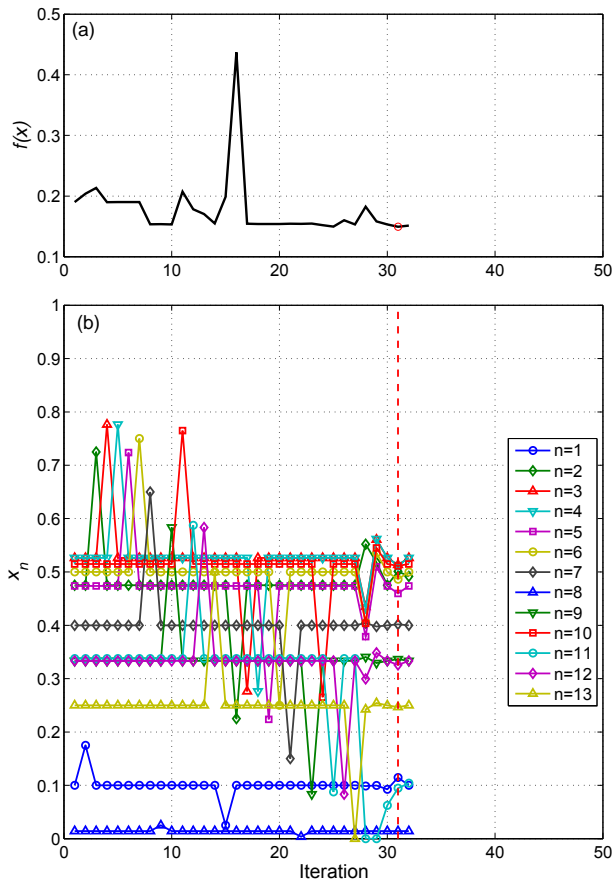 (a)
f(x)
0.5
0.4
0.3
0.2
0.1
0 10 20 30 40 50
(b)
x_n
1
0.9
0.8
0.7
0.6
0.5
0.4
0.3
0.2
0.1
0
0 10 20 30 40 50
Iteration
n=1
n=2
n=3
n=4
n=5
n=6
n=7
n=8
n=9
n=10
n=11
n=12
n=13